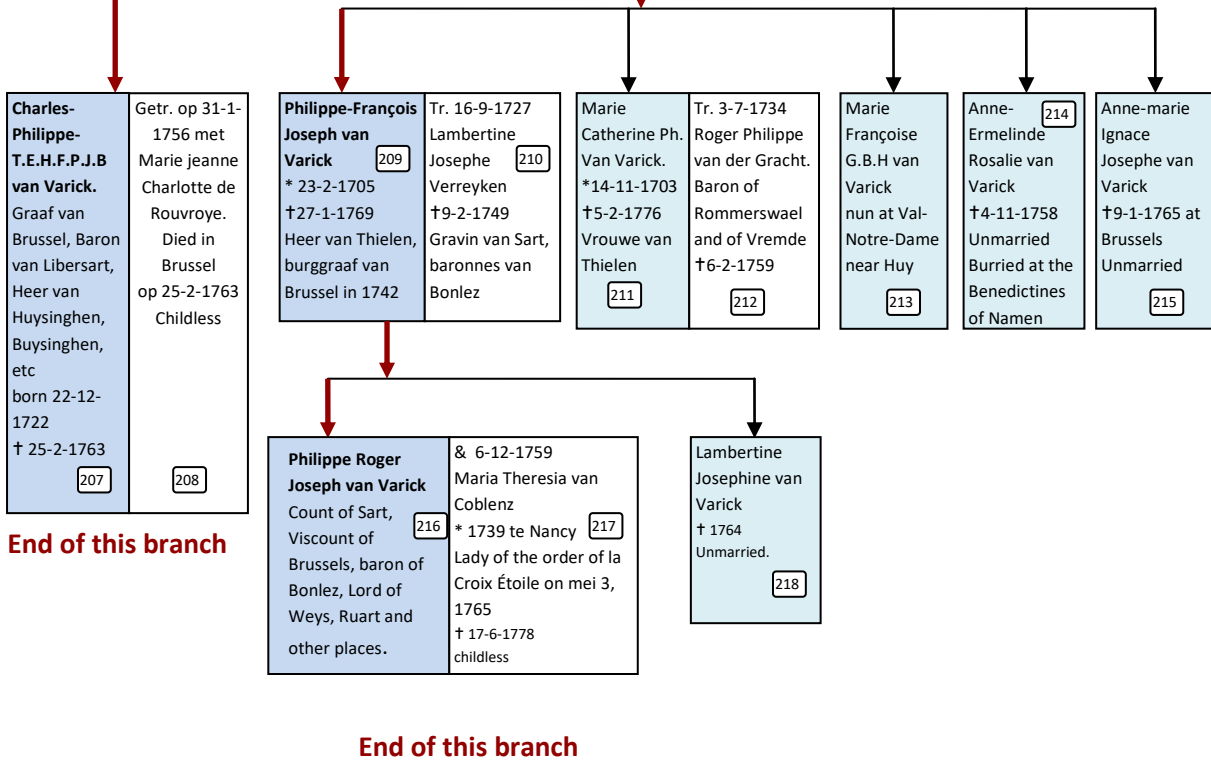 Charles-
Philippe-
T.E.H.F.P.J.B
van Varick.
Graaf van
Brussel, Baron
van Libersart,
Heer van
Huysinghen,
Buysinghen,
etc
born 22-12-
1722
✝ 25-2-1763
207
Getr. op 31-1-
1756 met
Marie jeanne
Charlotte de
Rouvroye.
Died in
Brussel
op 25-2-1763
Childless
208
End of this branch
Philippe-François
Joseph van
Varick 209
* 23-2-1705
✝27-1-1769
Heer van Thielen,
burggraaf van
Brussel in 1742
Tr. 16-9-1727
Lambertine
Josephe 210
Verreyken
✝9-2-1749
Gravin van Sart,
baronnes van
Bonlez
Marie
Catherine Ph.
Van Varick.
*14-11-1703
✝5-2-1776
Vrouwe van
Thielen
211
Tr. 3-7-1734
Roger Philippe
van der Gracht.
Baron of
Rommerswael
and of Vremde
✝6-2-1759
212
Marie
Françoise
G.B.H van
Varick
nun at Val-
Notre-Dame
near Huy
213
Anne- 214
Ermelinde
Rosalie van
Varick
✝4-11-1758
Unmarried
Burried at the
Benedictines
of Namen
Anne-marie
Ignace
Josephe van
Varick
✝9-1-1765 at
Brussels
Unmarried
215
Philippe Roger
Joseph van Varick
Count of Sart,
Viscount of 216
Brussels, baron of
Bonlez, Lord of
Weys, Ruart and
other places.
& 6-12-1759
Maria Theresia van
Coblenz
* 1739 te Nancy 217
Lady of the order of la
Croix Étoile on mei 3,
1765
✝ 17-6-1778
childless
Lambertine
Josephine van
Varick
✝ 1764
Unmarried.
218
End of this branch